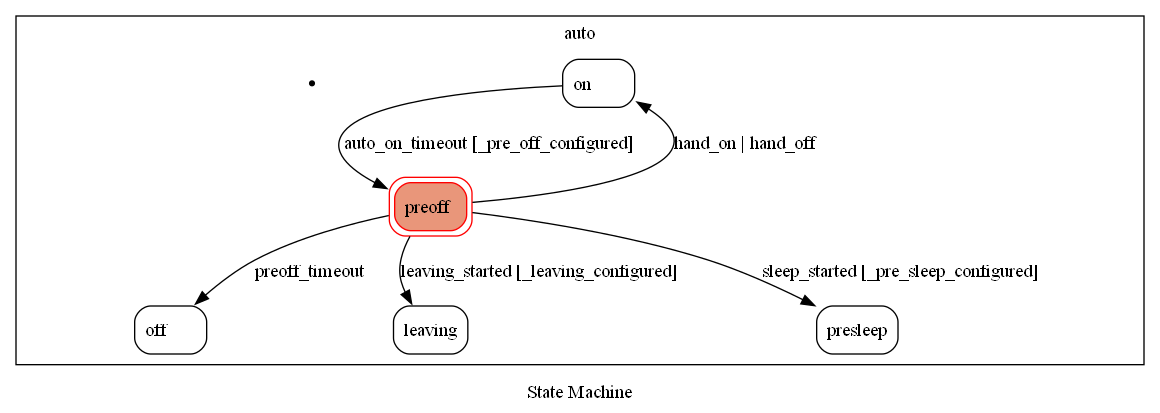 auto
on
auto_on_timeout [_pre_off_configured]
hand_on | hand_off
preoff
preoff_timeout
leaving_started [_leaving_configured]
sleep_started [_pre_sleep_configured]
off
leaving
presleep
State Machine